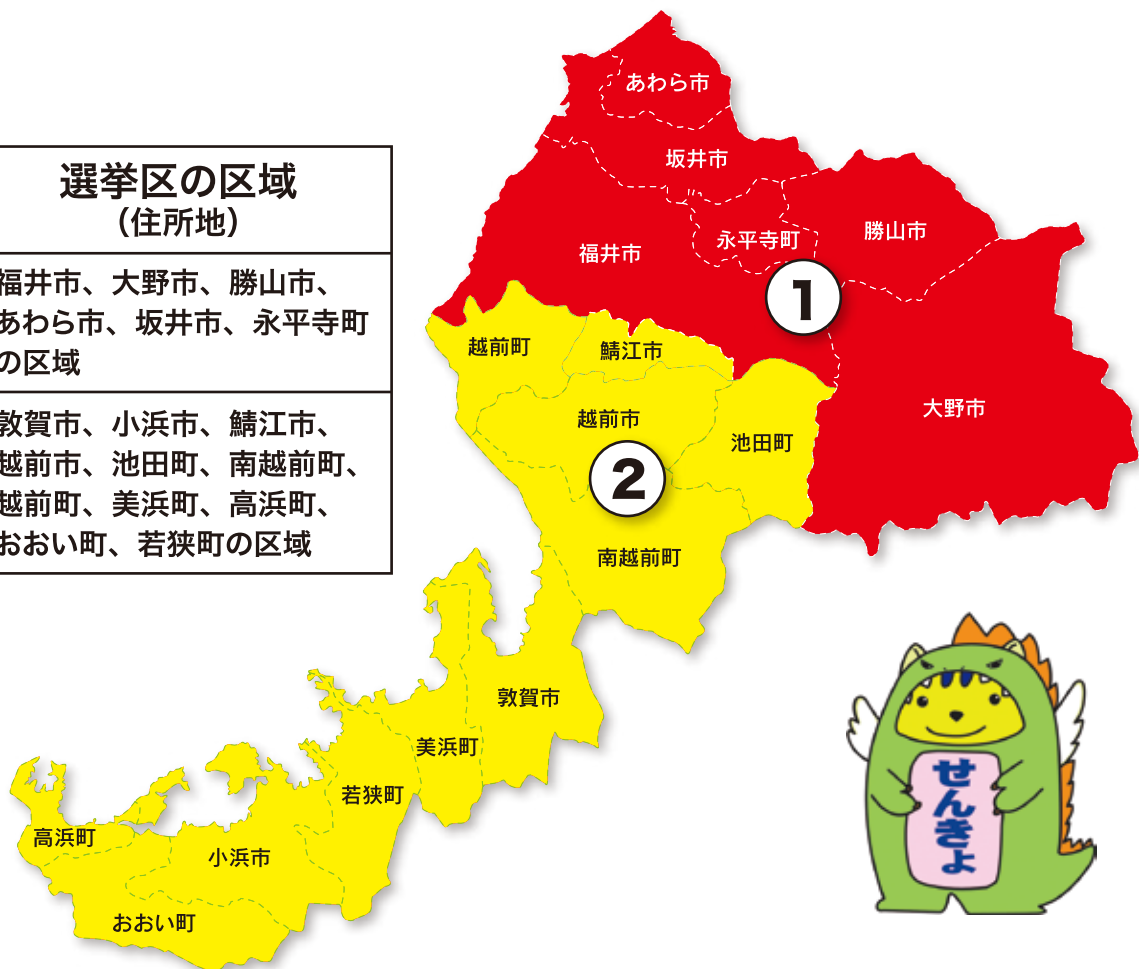 選挙区の区域
（住所地）
福井市、大野市、勝山市、
あわら市、坂井市、永平寺町
の区域
敦賀市、小浜市、鯖江市、
越前市、池田町、南越前町、
越前町、美浜町、高浜町、
おおい町、若狭町の区域
あわら市
坂井市
勝山市
永平寺町
福井市
1
越前町
鯖江市
大野市
越前市
池田町
2
南越前町
敦賀市
美浜町
若狭町
高浜町
小浜市
おおい町
せんきょ